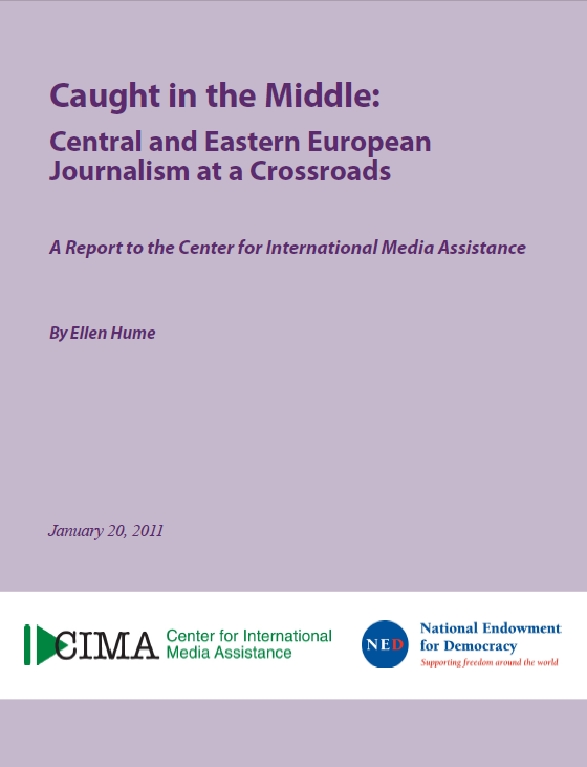 Caught in the Middle:
Central and Eastern European
Journalism at a Crossroads
A Report to the Center for International Media Assistance
By Ellen Hume
January 20, 2011
CIMA
Center for International
Media Assistance
NED
National Endowment
for Democracy
Supporting freedom around the world